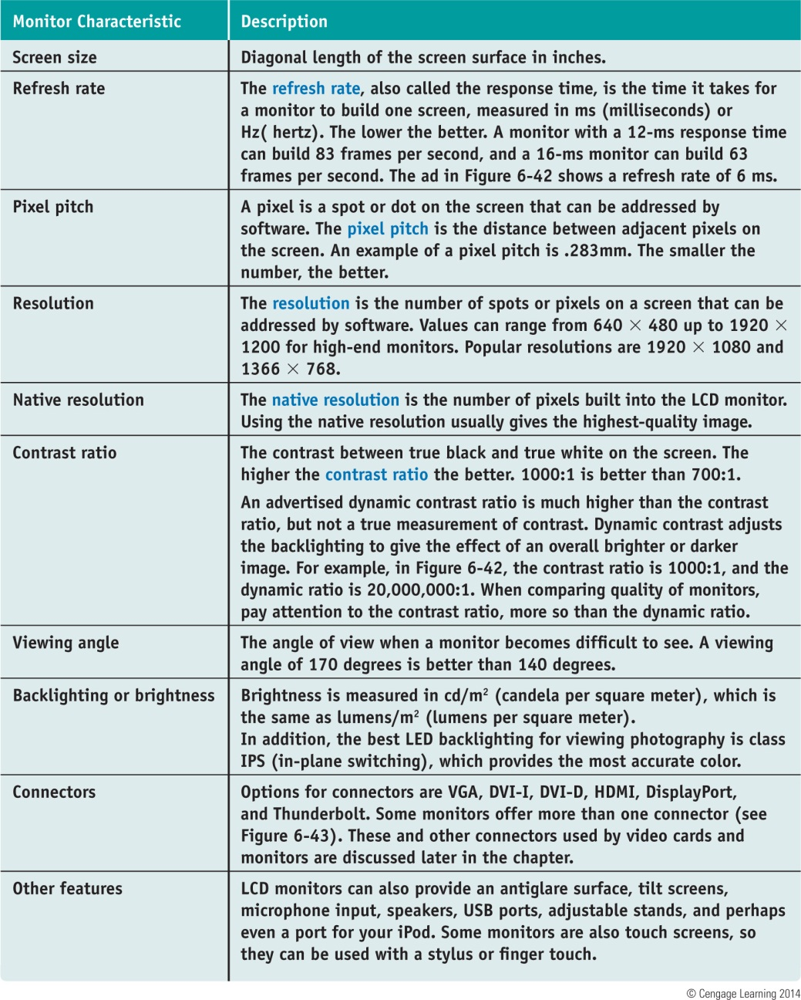 Monitor Characteristic
Description
Screen size
Diagonal length of the screen surface in inches.
Refresh rate
The refresh rate, also called the response time, is the time it takes for
a monitor to build one screen, measured in ms (milliseconds) or
Hz( hertz). The lower the better. A monitor with a 12-ms response time
can build 83 frames per second, and a 16-ms monitor can build 63
frames per second. The ad in Figure 6-42 shows a refresh rate of 6 ms.
Pixel pitch
A pixel is a spot or dot on the screen that can be addressed by
software. The pixel pitch is the distance between adjacent pixels on
the screen. An example of a pixel pitch is .283mm. The smaller the
number, the better.
Resolution
The resolution is the number of spots or pixels on a screen that can be
addressed by software. Values can range from 640 × 480 up to 1920 ×
1200 for high-end monitors. Popular resolutions are 1920 × 1080 and
1366 × 768.
Native resolution
The native resolution is the number of pixels built into the LCD monitor.
Using the native resolution usually gives the highest-quality image.
Contrast ratio
The contrast between true black and true white on the screen. The
higher the contrast ratio the better. 1000:1 is better than 700:1.
An advertised dynamic contrast ratio is much higher than the contrast
ratio, but not a true measurement of contrast. Dynamic contrast adjusts
the backlighting to give the effect of an overall brighter or darker
image. For example, in Figure 6-42, the contrast ratio is 1000:1, and the
dynamic ratio is 20,000,000:1. When comparing quality of monitors,
pay attention to the contrast ratio, more so than the dynamic ratio.
Viewing angle
The angle of view when a monitor becomes difficult to see. A viewing
angle of 170 degrees is better than 140 degrees.
Backlighting or brightness
Brightness is measured in cd/m² (candela per square meter), which is
the same as lumens/m² (lumens per square meter).
In addition, the best LED backlighting for viewing photography is class
IPS (in-plane switching), which provides the most accurate color.
Connectors
Options for connectors are VGA, DVI-I, DVI-D, HDMI, DisplayPort,
and Thunderbolt. Some monitors offer more than one connector (see
Figure 6-43). These and other connectors used by video cards and
monitors are discussed later in the chapter.
Other features
LCD monitors can also provide an antiglare surface, tilt screens,
microphone input, speakers, USB ports, adjustable stands, and perhaps
even a port for your iPod. Some monitors are also touch screens, so
they can be used with a stylus or finger touch.
© Cengage Learning 2014